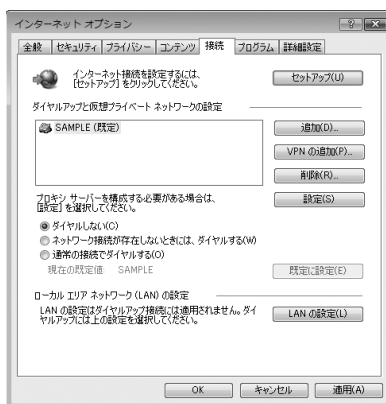 インターネット オプション
全般 セキュリティ プライバシー コンテンツ 接続 プログラム 詳細設定
インターネット接続を設定するには、
[セットアップ] をクリックしてください。
セットアップ(U)
ダイヤルアップと仮想プライベート ネットワークの設定
SAMPLE (既定)
追加(D)...
VPN の追加(P)...
削除(R)...
プロキシ サーバーを構成する必要がある場合は、
[設定] を選択してください。
設定(S)
ダイヤルしない(C)
ネットワーク接続が存在しないときには、ダイヤルする(W)
通常の接続でダイヤルする(O)
現在の既定値: SAMPLE
既定に設定(E)
ローカル エリア ネットワーク (LAN) の設定
LAN の設定はダイヤルアップ接続には適用されません。ダイ
ヤルアップには上の設定を選択してください。
LAN の設定(L)
OK キャンセル 適用(A)